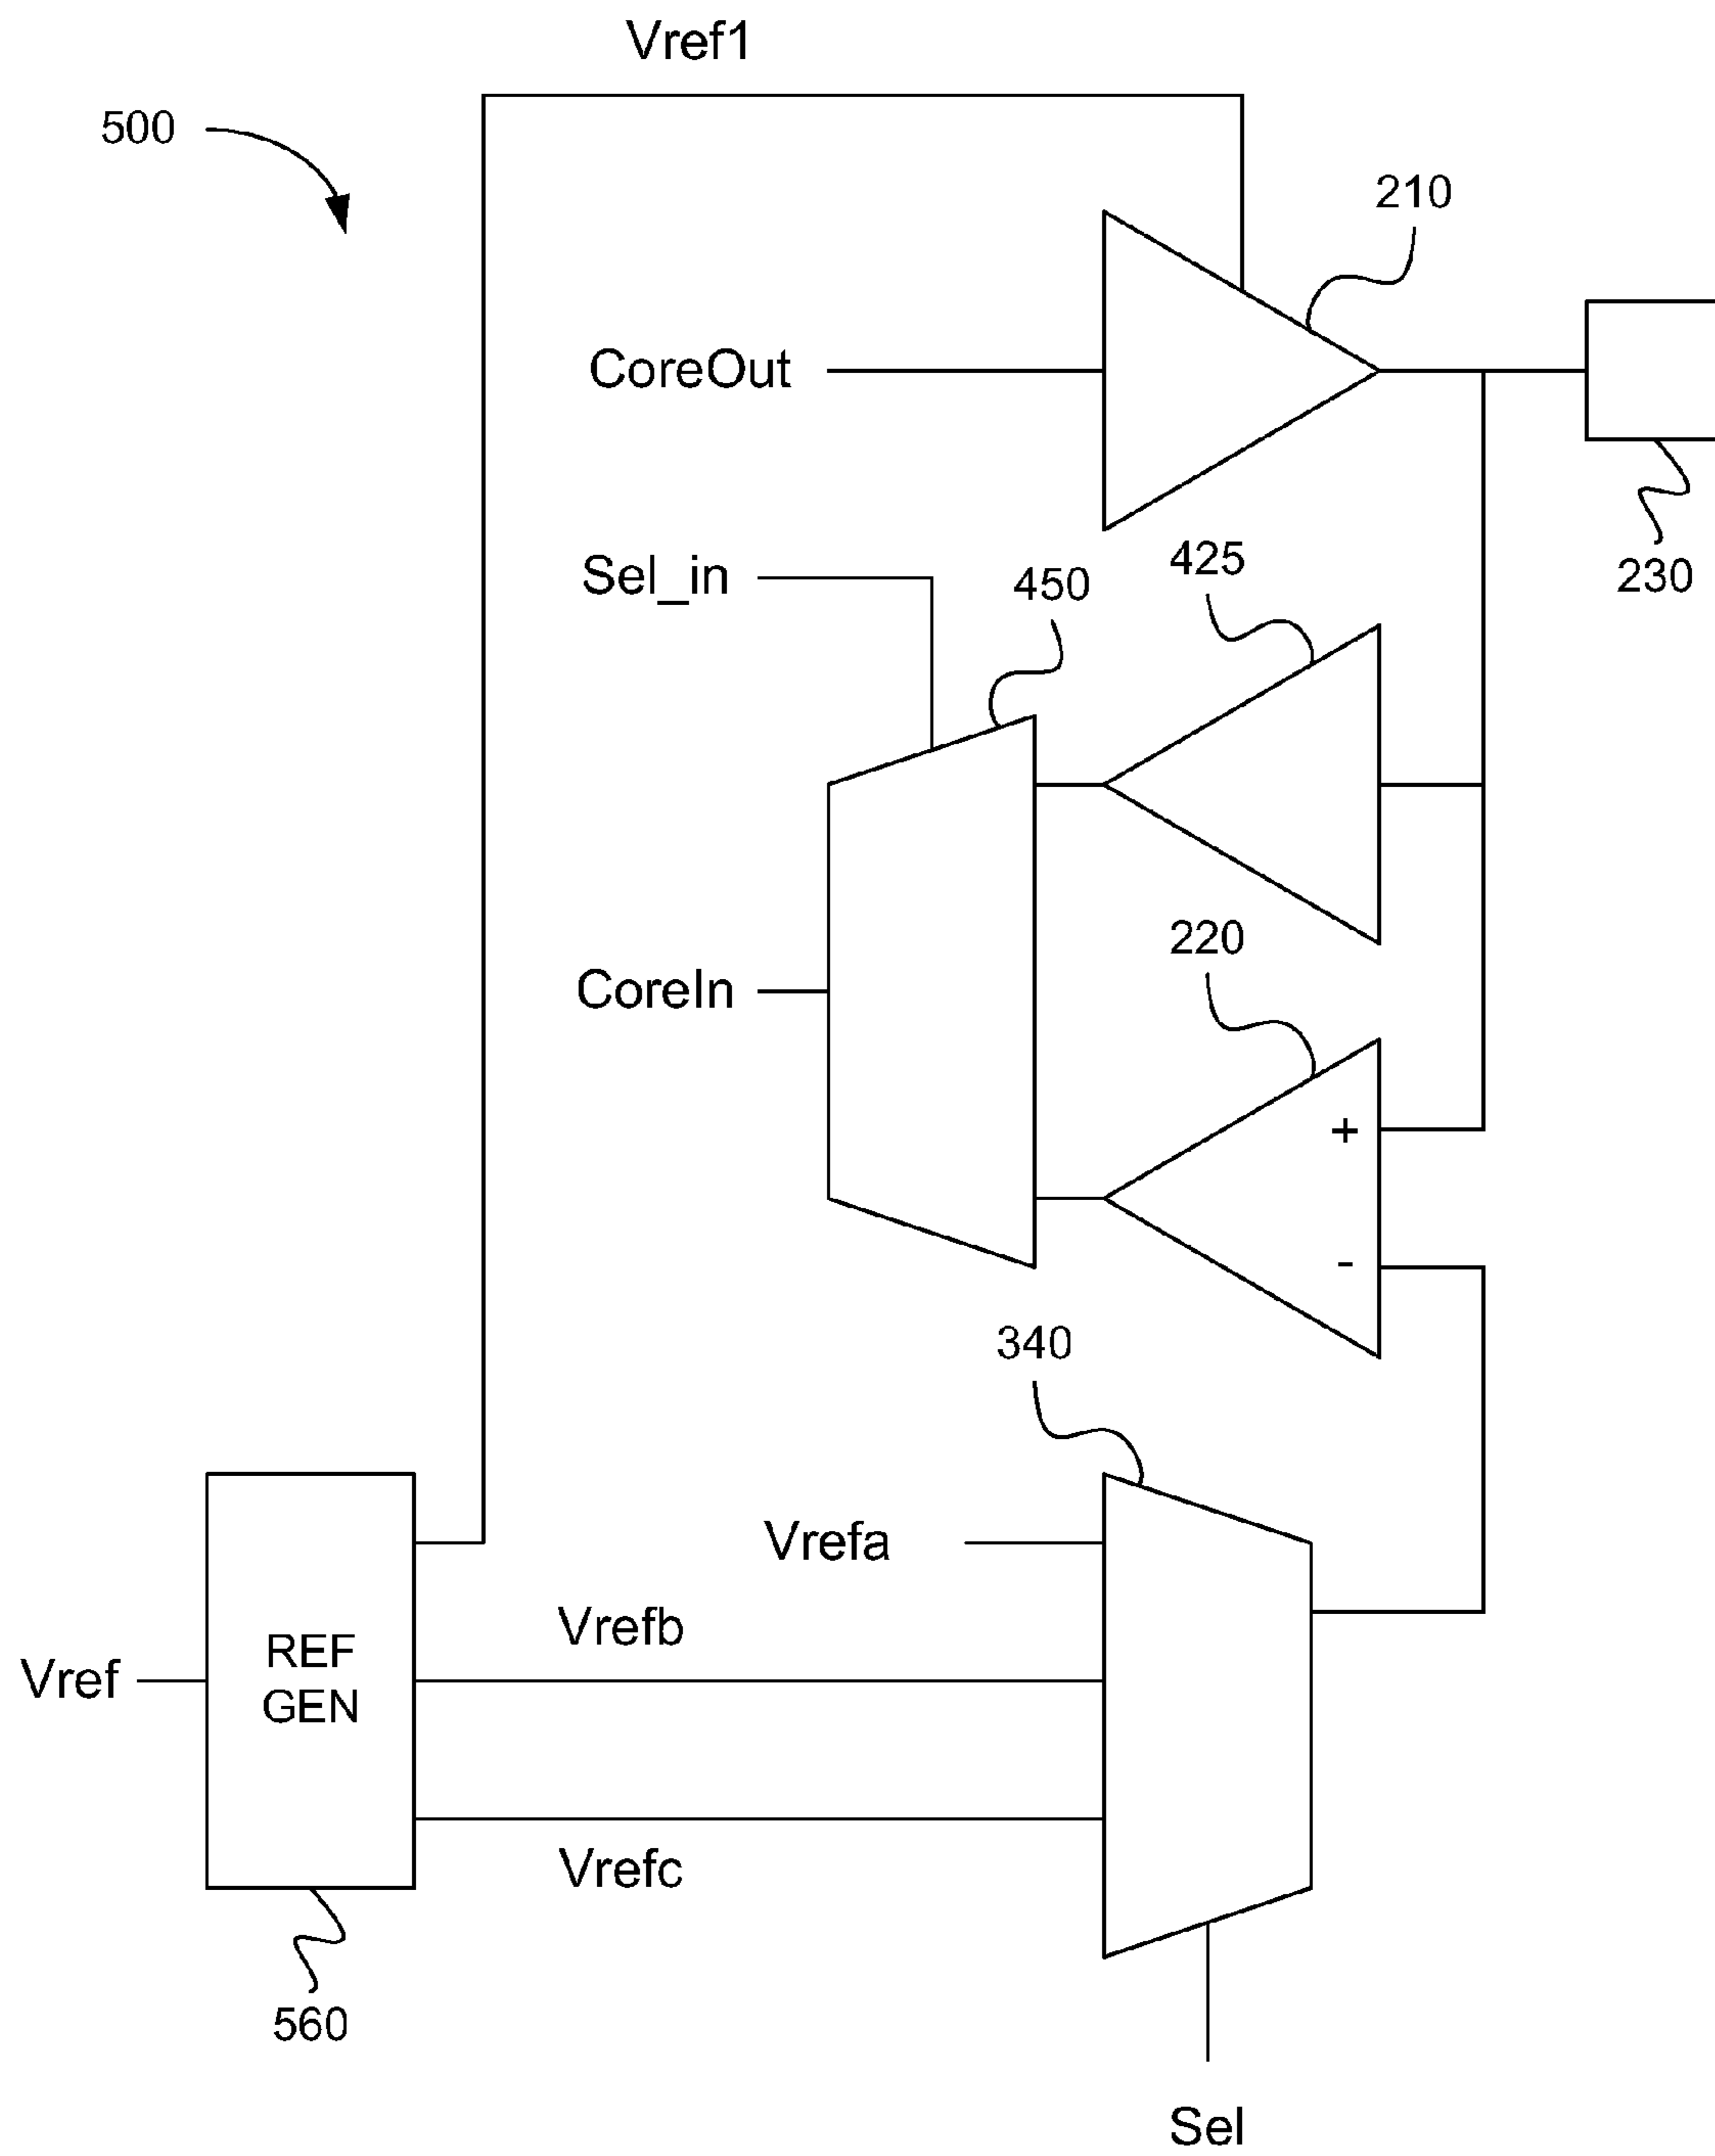 Vref1
500
210
CoreOut
230
Sel_in
450
425
220
CoreIn
+
-
340
Vrefa
Vrefb
REF
GEN
Vref
Vrefc
560
Sel